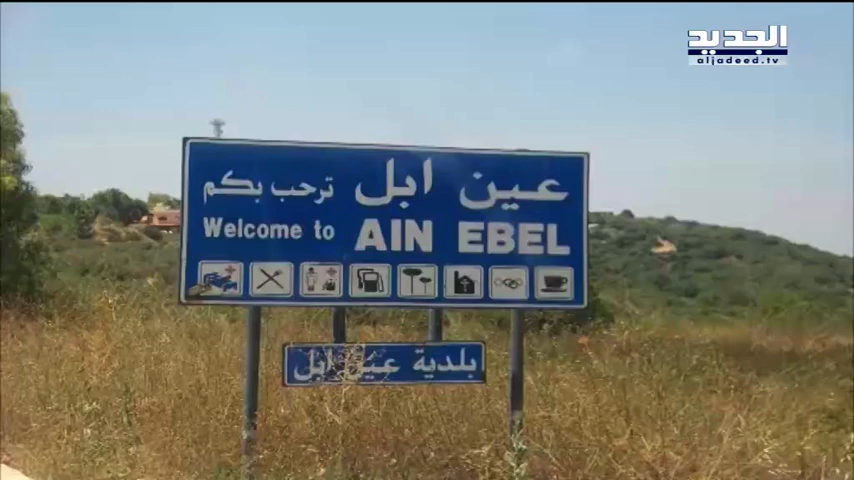 الجديد
aljadeed.tv
عين ابل ترحب بكم
Welcome to AIN EBEL
بلدية عين ابل